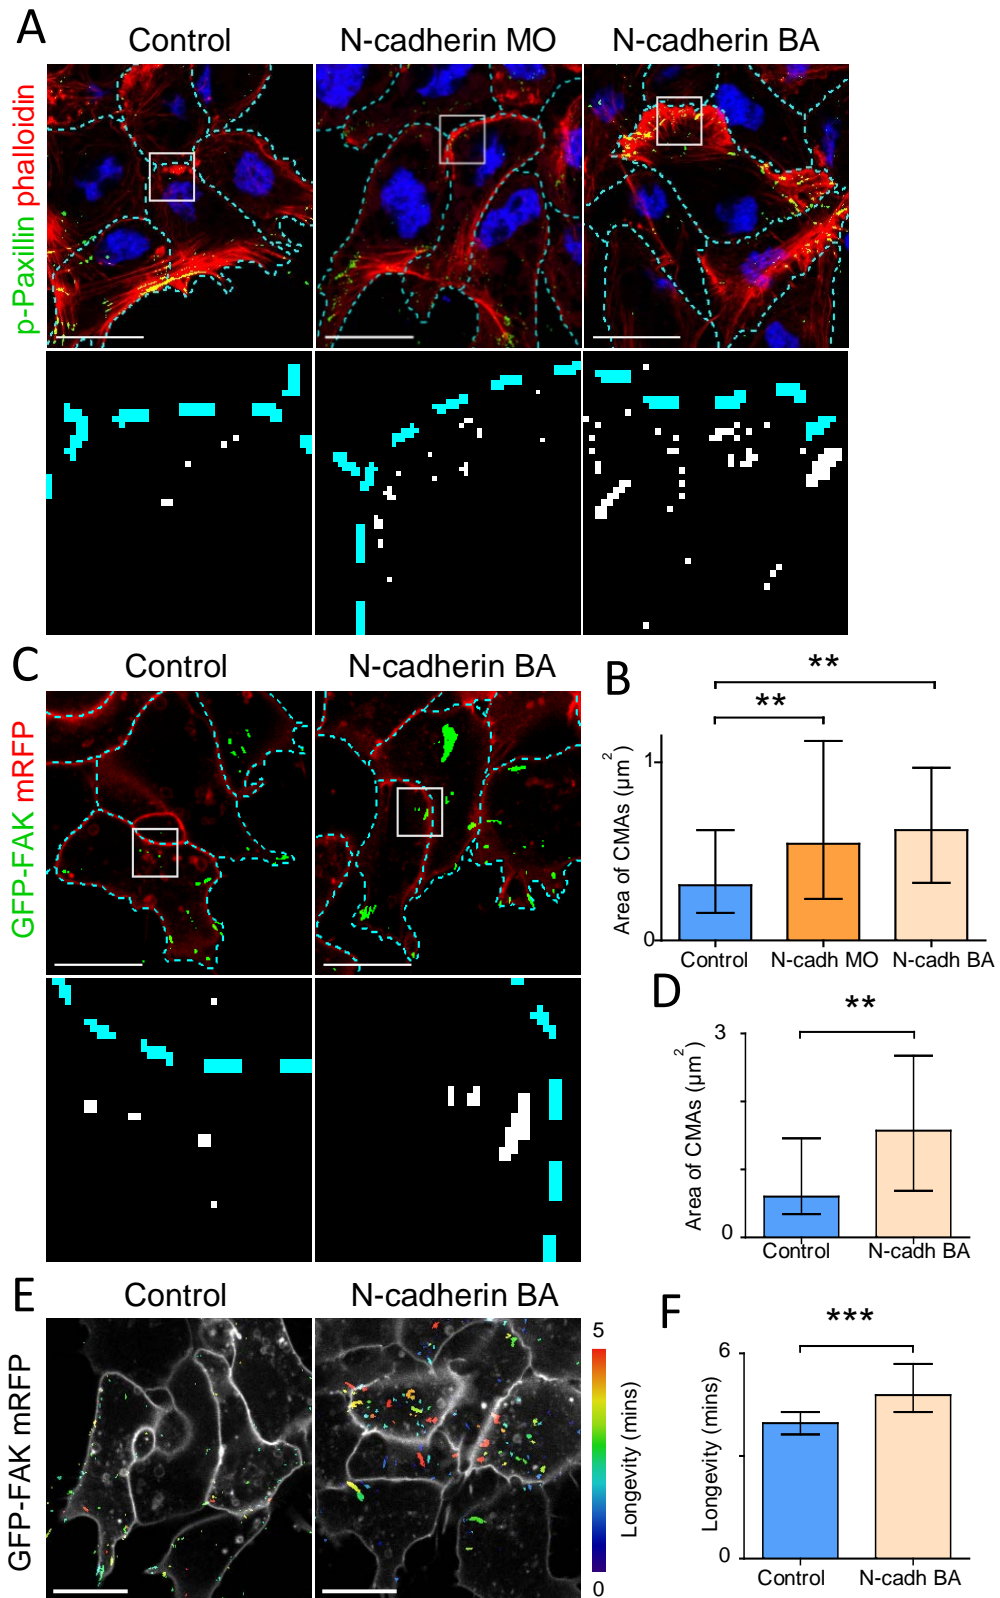 A
Control
N-cadherin MO
N-cadherin BA
p-Paxillin phalloidin
C
Control
N-cadherin BA
GFP-FAK mRFP
B
**
**
Area of CMAs (µm²)
1
0
Control
N-cadh MO
N-cadh BA
D
**
Area of CMAs (µm²)
3
0
Control
N-cadh BA
E
Control
N-cadherin BA
GFP-FAK mRFP
5
Longevity (mins)
0
F
***
Longevity (mins)
6
0
Control
N-cadh BA